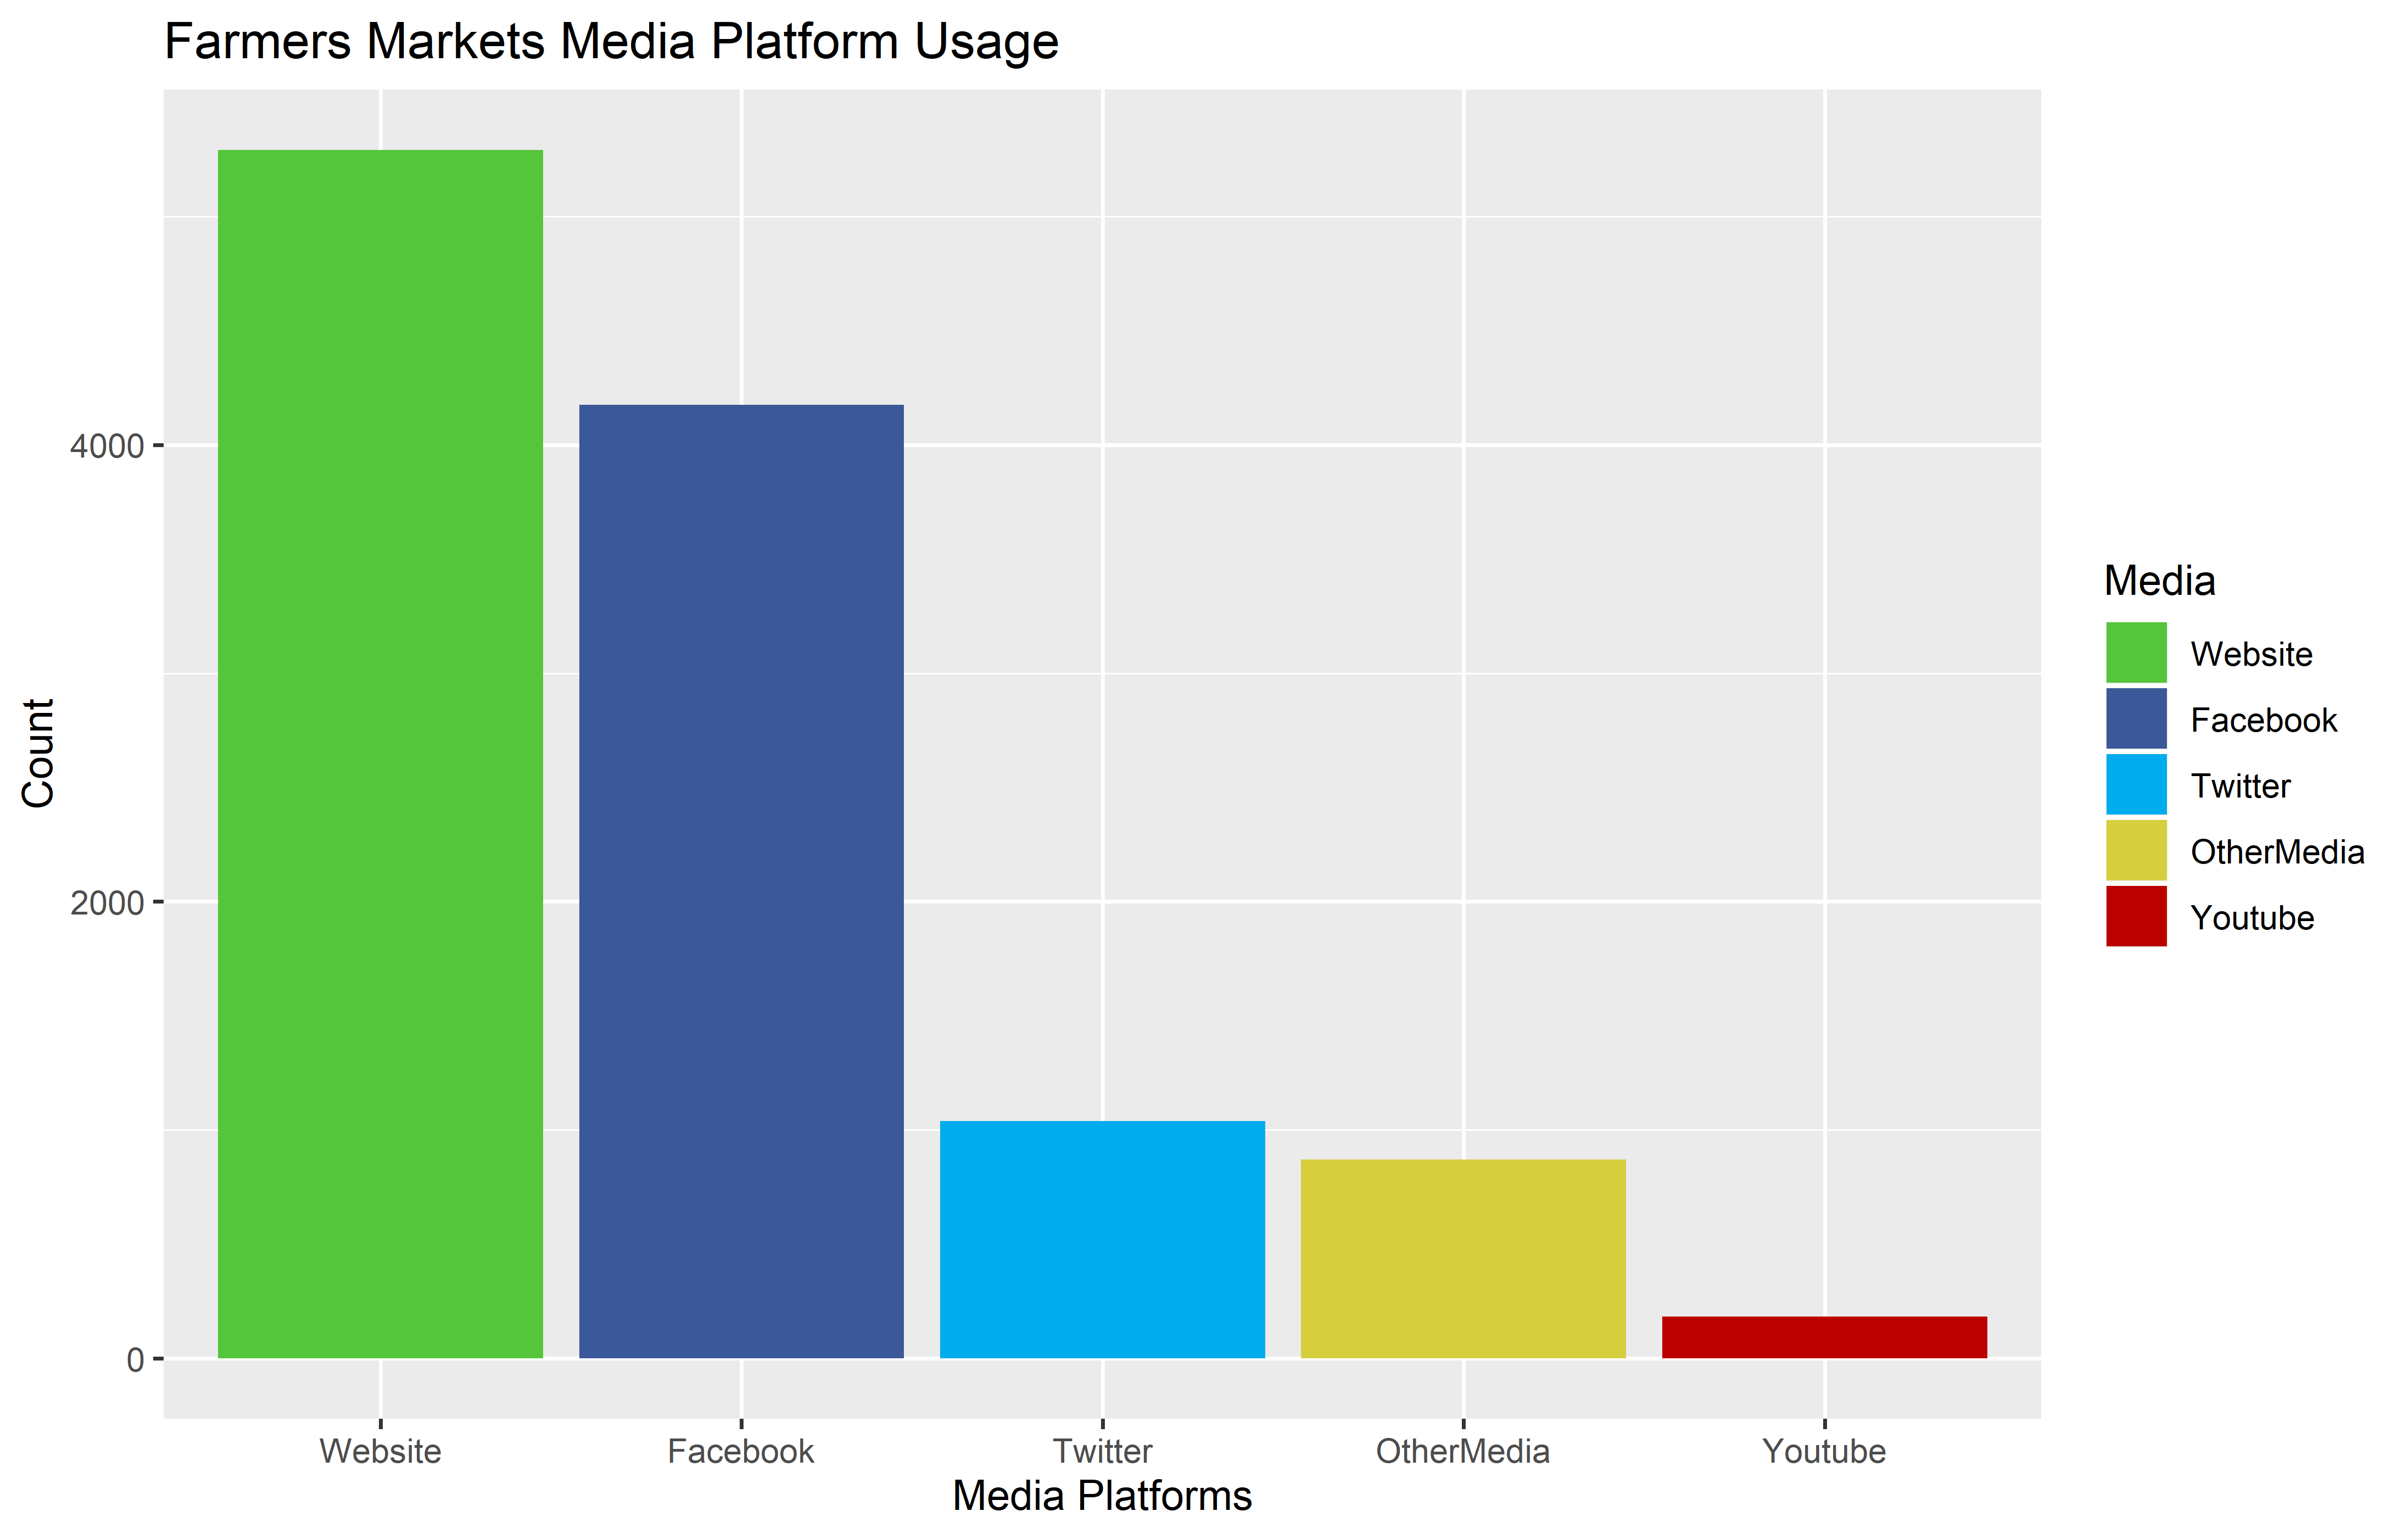 Farmers Markets Media Platform Usage
Count
4000
2000
0
Website
Facebook
Twitter
OtherMedia
Youtube
Media Platforms
Media
Website
Facebook
Twitter
OtherMedia
Youtube